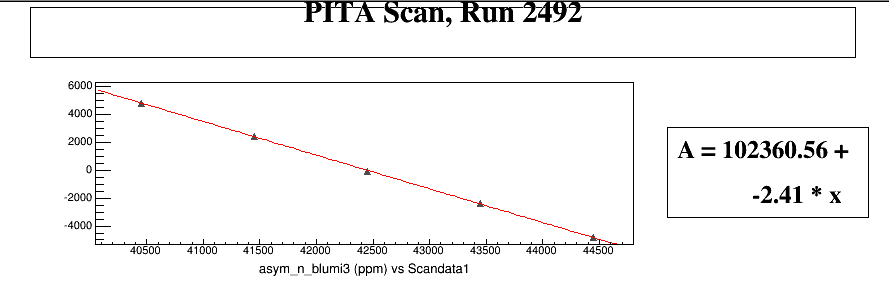 PITA Scan, Run 2492
6000
4000
2000
0
-2000
-4000
40500 41000 41500 42000 42500 43000 43500 44000 44500
asym_n_blumi3 (ppm) vs Scandata1
A = 102360.56 +
-2.41 * x